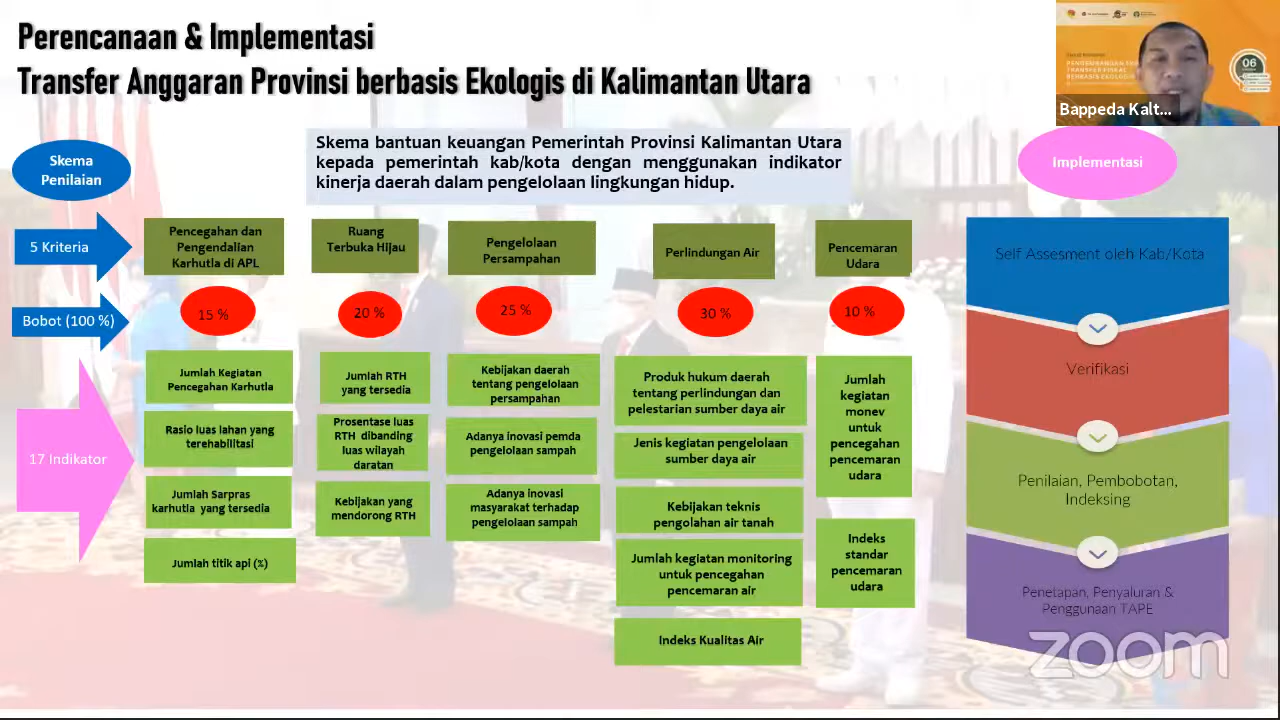 Perencanaan & Implementasi
Transfer Anggaran Provinsi berbasis Ekologis di Kalimantan Utara
06
Bappeda Kalt...
Skema
Penilaian
Skema bantuan keuangan Pemerintah Provinsi Kalimantan Utara
kepada pemerintah kab/kota dengan menggunakan indikator
kinerja daerah dalam pengelolaan lingkungan hidup.
Implementasi
5 Kriteria
Pencegahan dan
Pengendalian
Karhutla di APL
Ruang
Terbuka Hijau
Pengelolaan
Persampahan
Perlindungan Air
Pencemaran
Udara
Bobot (100 %)
15 %
20 %
25 %
30 %
10 %
17 Indikator
Jumlah Kegiatan
Pencegahan Karhutla
Rasio luas lahan yang
terehabilitasi
Jumlah Sarpras
karhutla yang tersedia
Jumlah titik api (%)
Jumlah RTH
yang tersedia
Prosentase luas
RTH dibanding
luas wilayah
daratan
Kebijakan yang
mendorong RTH
Kebijakan daerah
tentang pengelolaan
persampahan
Adanya inovasi pemda
pengelolaan sampah
Adanya inovasi
masyarakat terhadap
pengelolaan sampah
Produk hukum daerah
tentang perlindungan dan
pelestarian sumber daya air
Jenis kegiatan pengelolaan
sumber daya air
Kebijakan teknis
pengolahan air tanah
Jumlah kegiatan monitoring
untuk pencegahan
pencemaran air
Indeks Kualitas Air
Jumlah
kegiatan
monev
untuk
pencegahan
pencemaran
udara
Indeks
standar
pencemaran
udara
Self Assesment oleh Kab/Kota
Verifikasi
Penilaian, Pembobotan,
Indeksing
Penetapan, Penyaluran &
Penggunaan TAPE
zoom